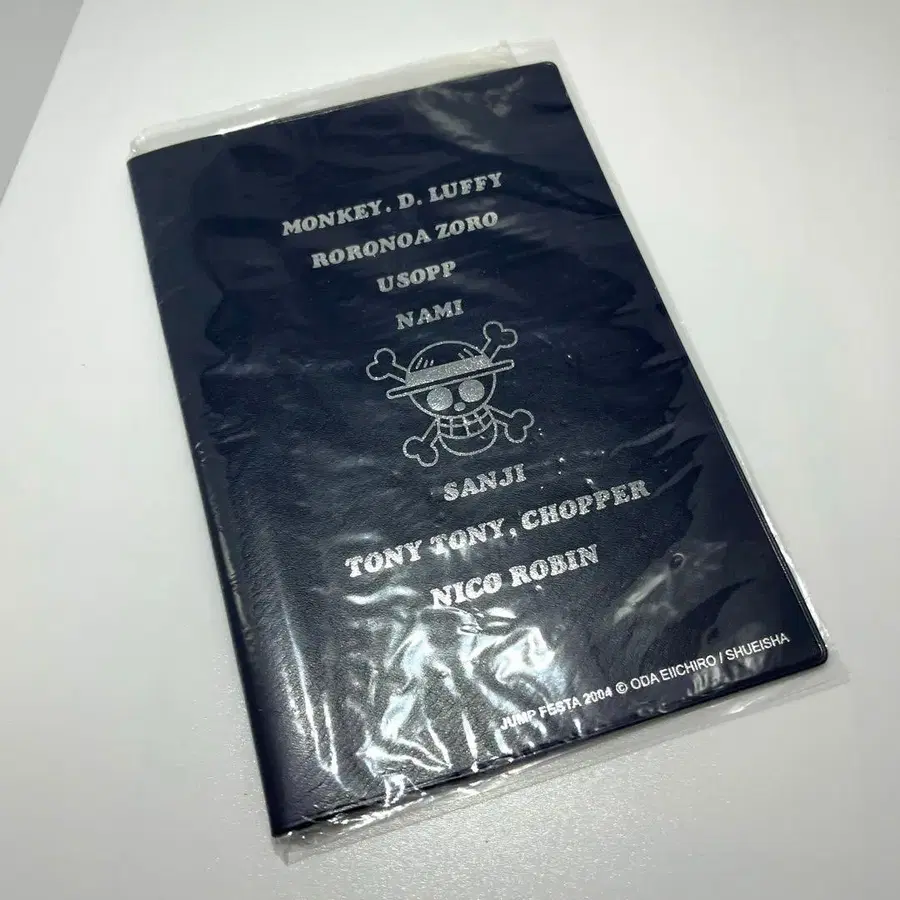 MONKEY. D. LUFFY
RORONOA ZORO
USOPP
NAMI
SANJI
TONY TONY, CHOPPER
NICO ROBIN
JUMP FESTA 2004 © ODA EIICHIRO / SHUEISHA